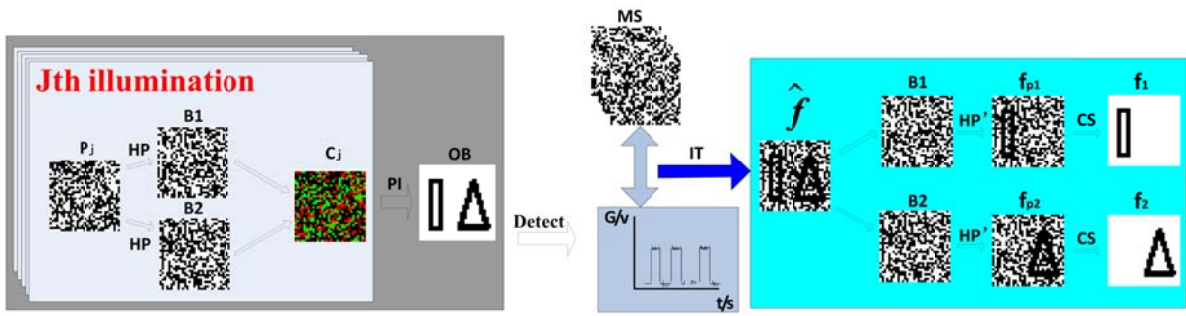 Jth illumination
Pj
HP
HP
B1
B2
Cj
PI
OB
Detect
MS
G/v
t/s
IT
f̂
B1
HP'
fp1
CS
f1
B2
HP'
fp2
CS
f2